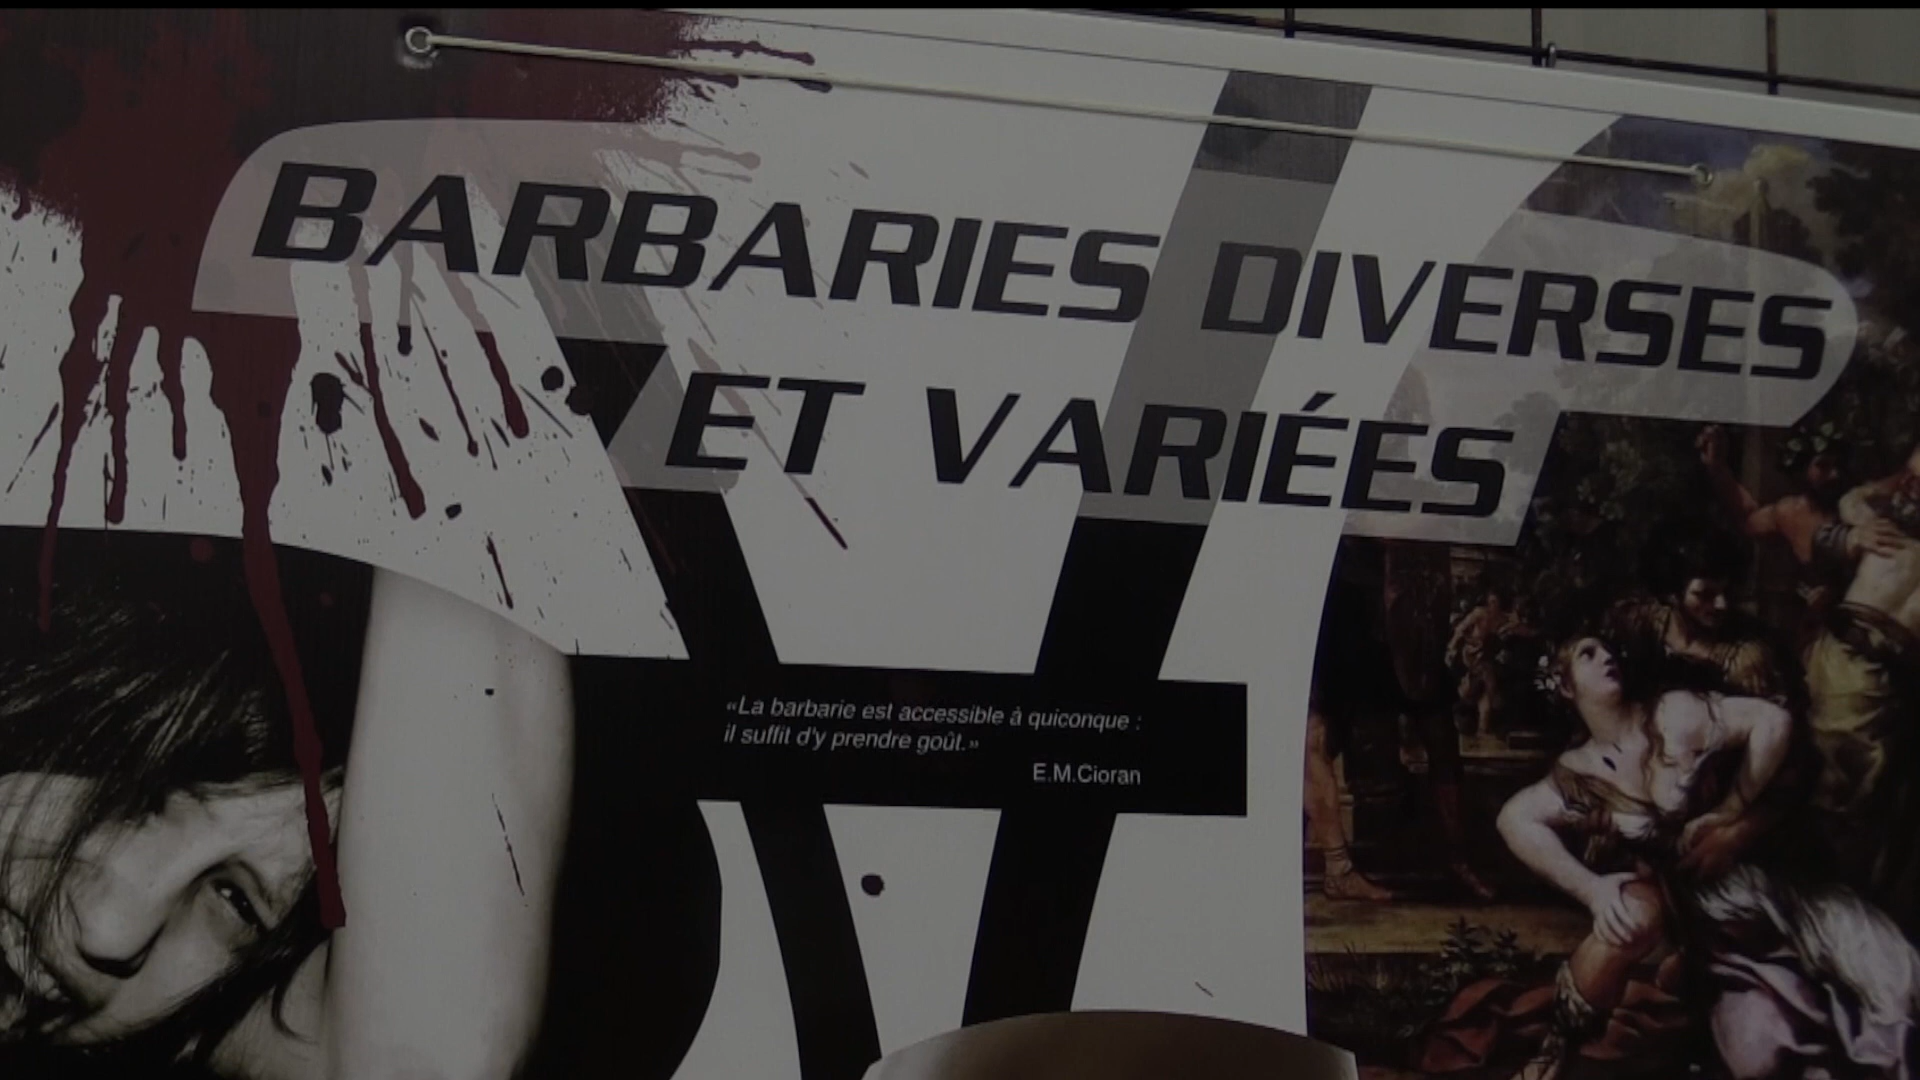 BARBARIES DIVERSES
ET VARIÉES
«La barbarie est accessible à quiconque :
il suffit d'y prendre goût.»
E.M.Cioran